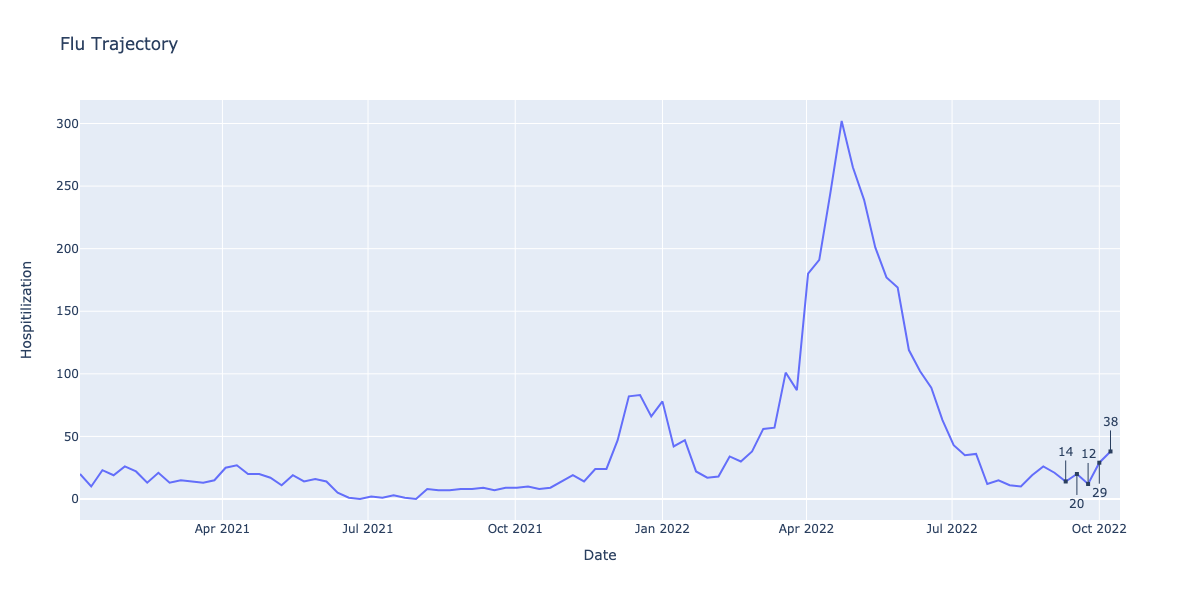 Flu Trajectory
300
250
200
150
100
50
0
Hospitilization
14
20
12
29
38
Apr 2021
Jul 2021
Oct 2021
Jan 2022
Apr 2022
Jul 2022
Oct 2022
Date